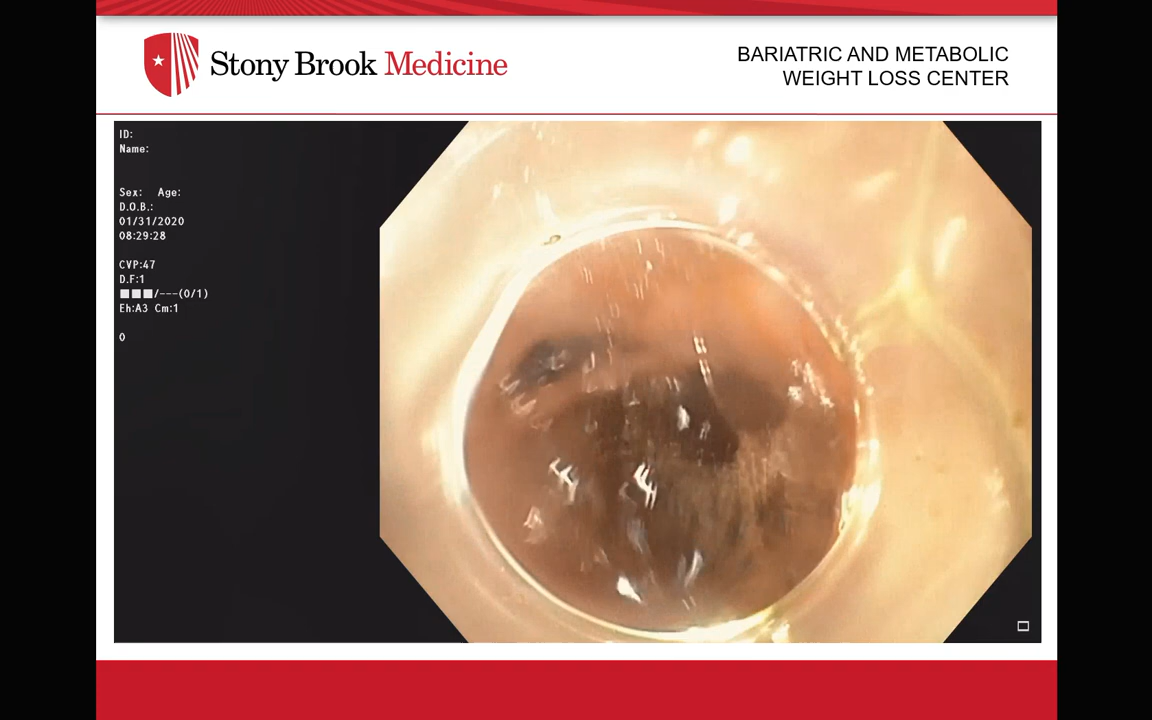 Stony Brook Medicine
BARIATRIC AND METABOLIC
WEIGHT LOSS CENTER
ID:
Name:
Sex: Age:
D.O.B.:
01/31/2020
08:29:28
CVP:47
D.F:1
■■■/---(0/1)
Eh:A3 Cm:1
0